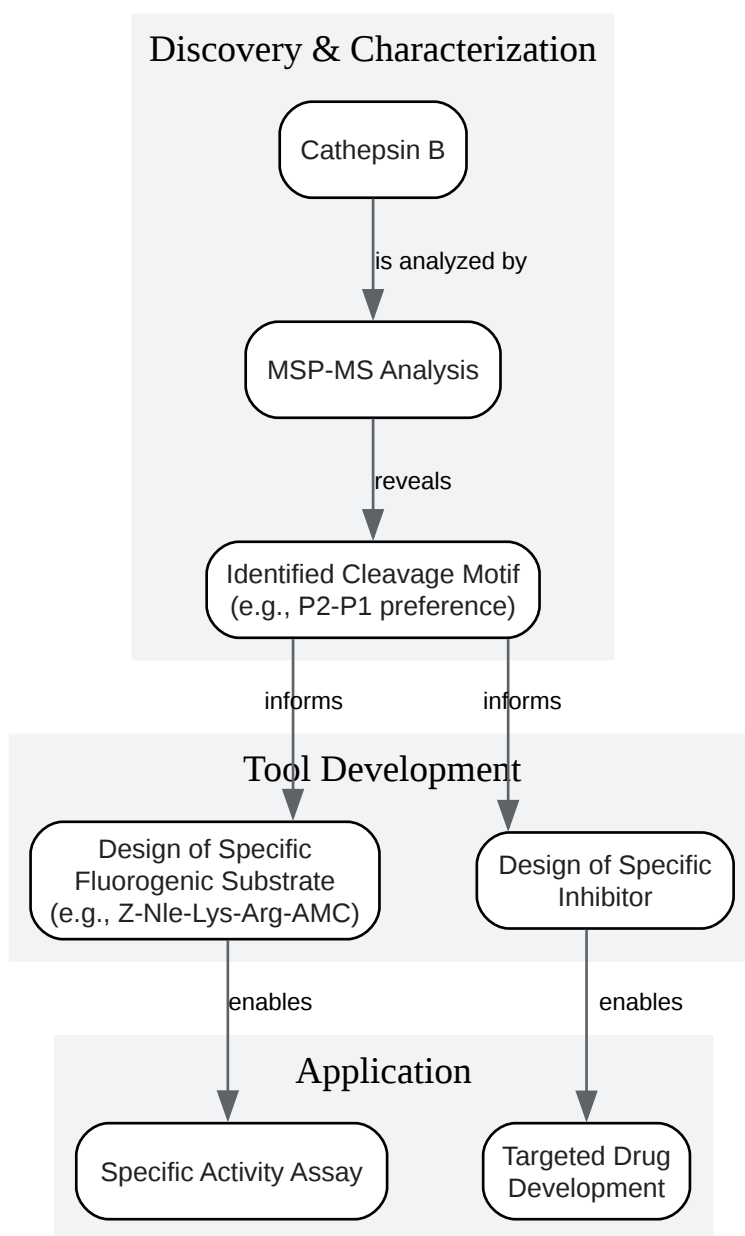 Discovery & Characterization
Cathepsin B
is analyzed by
MSP-MS Analysis
reveals
Identified Cleavage Motif
(e.g., P2-P1 preference)
informs
informs
Tool Development
Design of Specific
Fluorogenic Substrate
(e.g., Z-Nle-Lys-Arg-AMC)
Design of Specific
Inhibitor
enables
enables
Application
Specific Activity Assay
Targeted Drug
Development